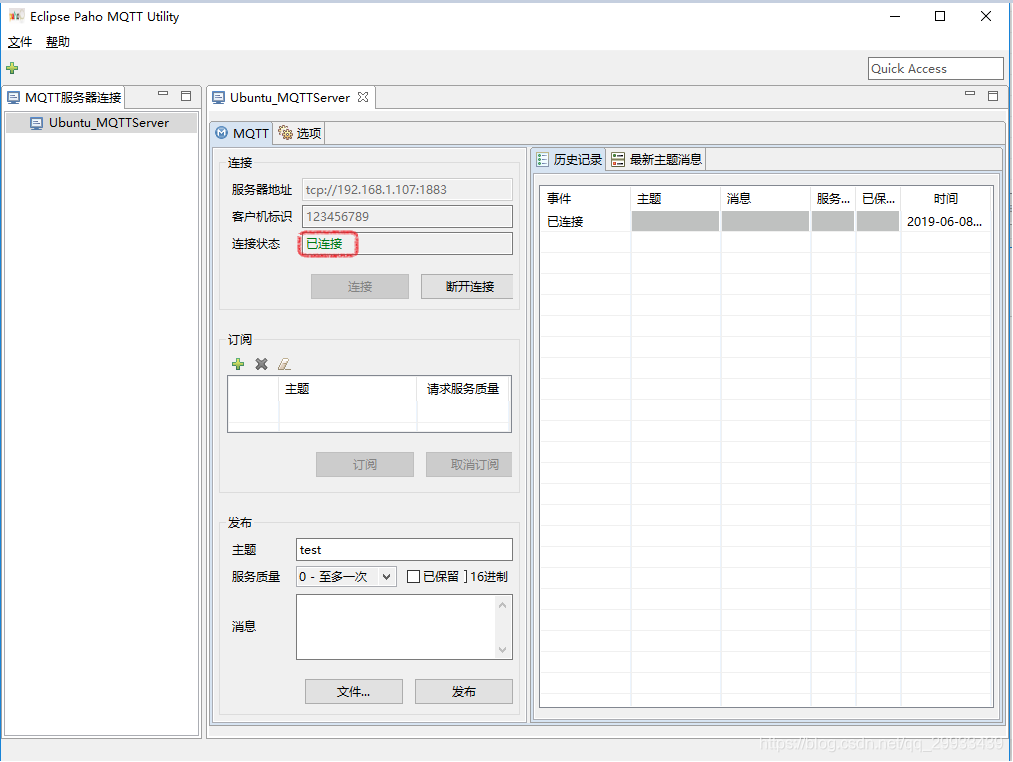 Eclipse Paho MQTT Utility
文件 帮助
Quick Access
MQTT服务器连接
Ubuntu_MQTTServer
Ubuntu_MQTTServer
MQTT 选项
连接
服务器地址 tcp://192.168.1.107:1883
客户机标识 123456789
连接状态 已连接
连接 断开连接
订阅
主题 请求服务质量
订阅 取消订阅
发布
主题 test
服务质量 0 - 至多一次 已保留 16进制
消息
文件... 发布
历史记录 最新主题消息
事件 主题 消息 服务... 已保... 时间
已连接 2019-06-08...
https://blog.csdn.net/qq_29933439